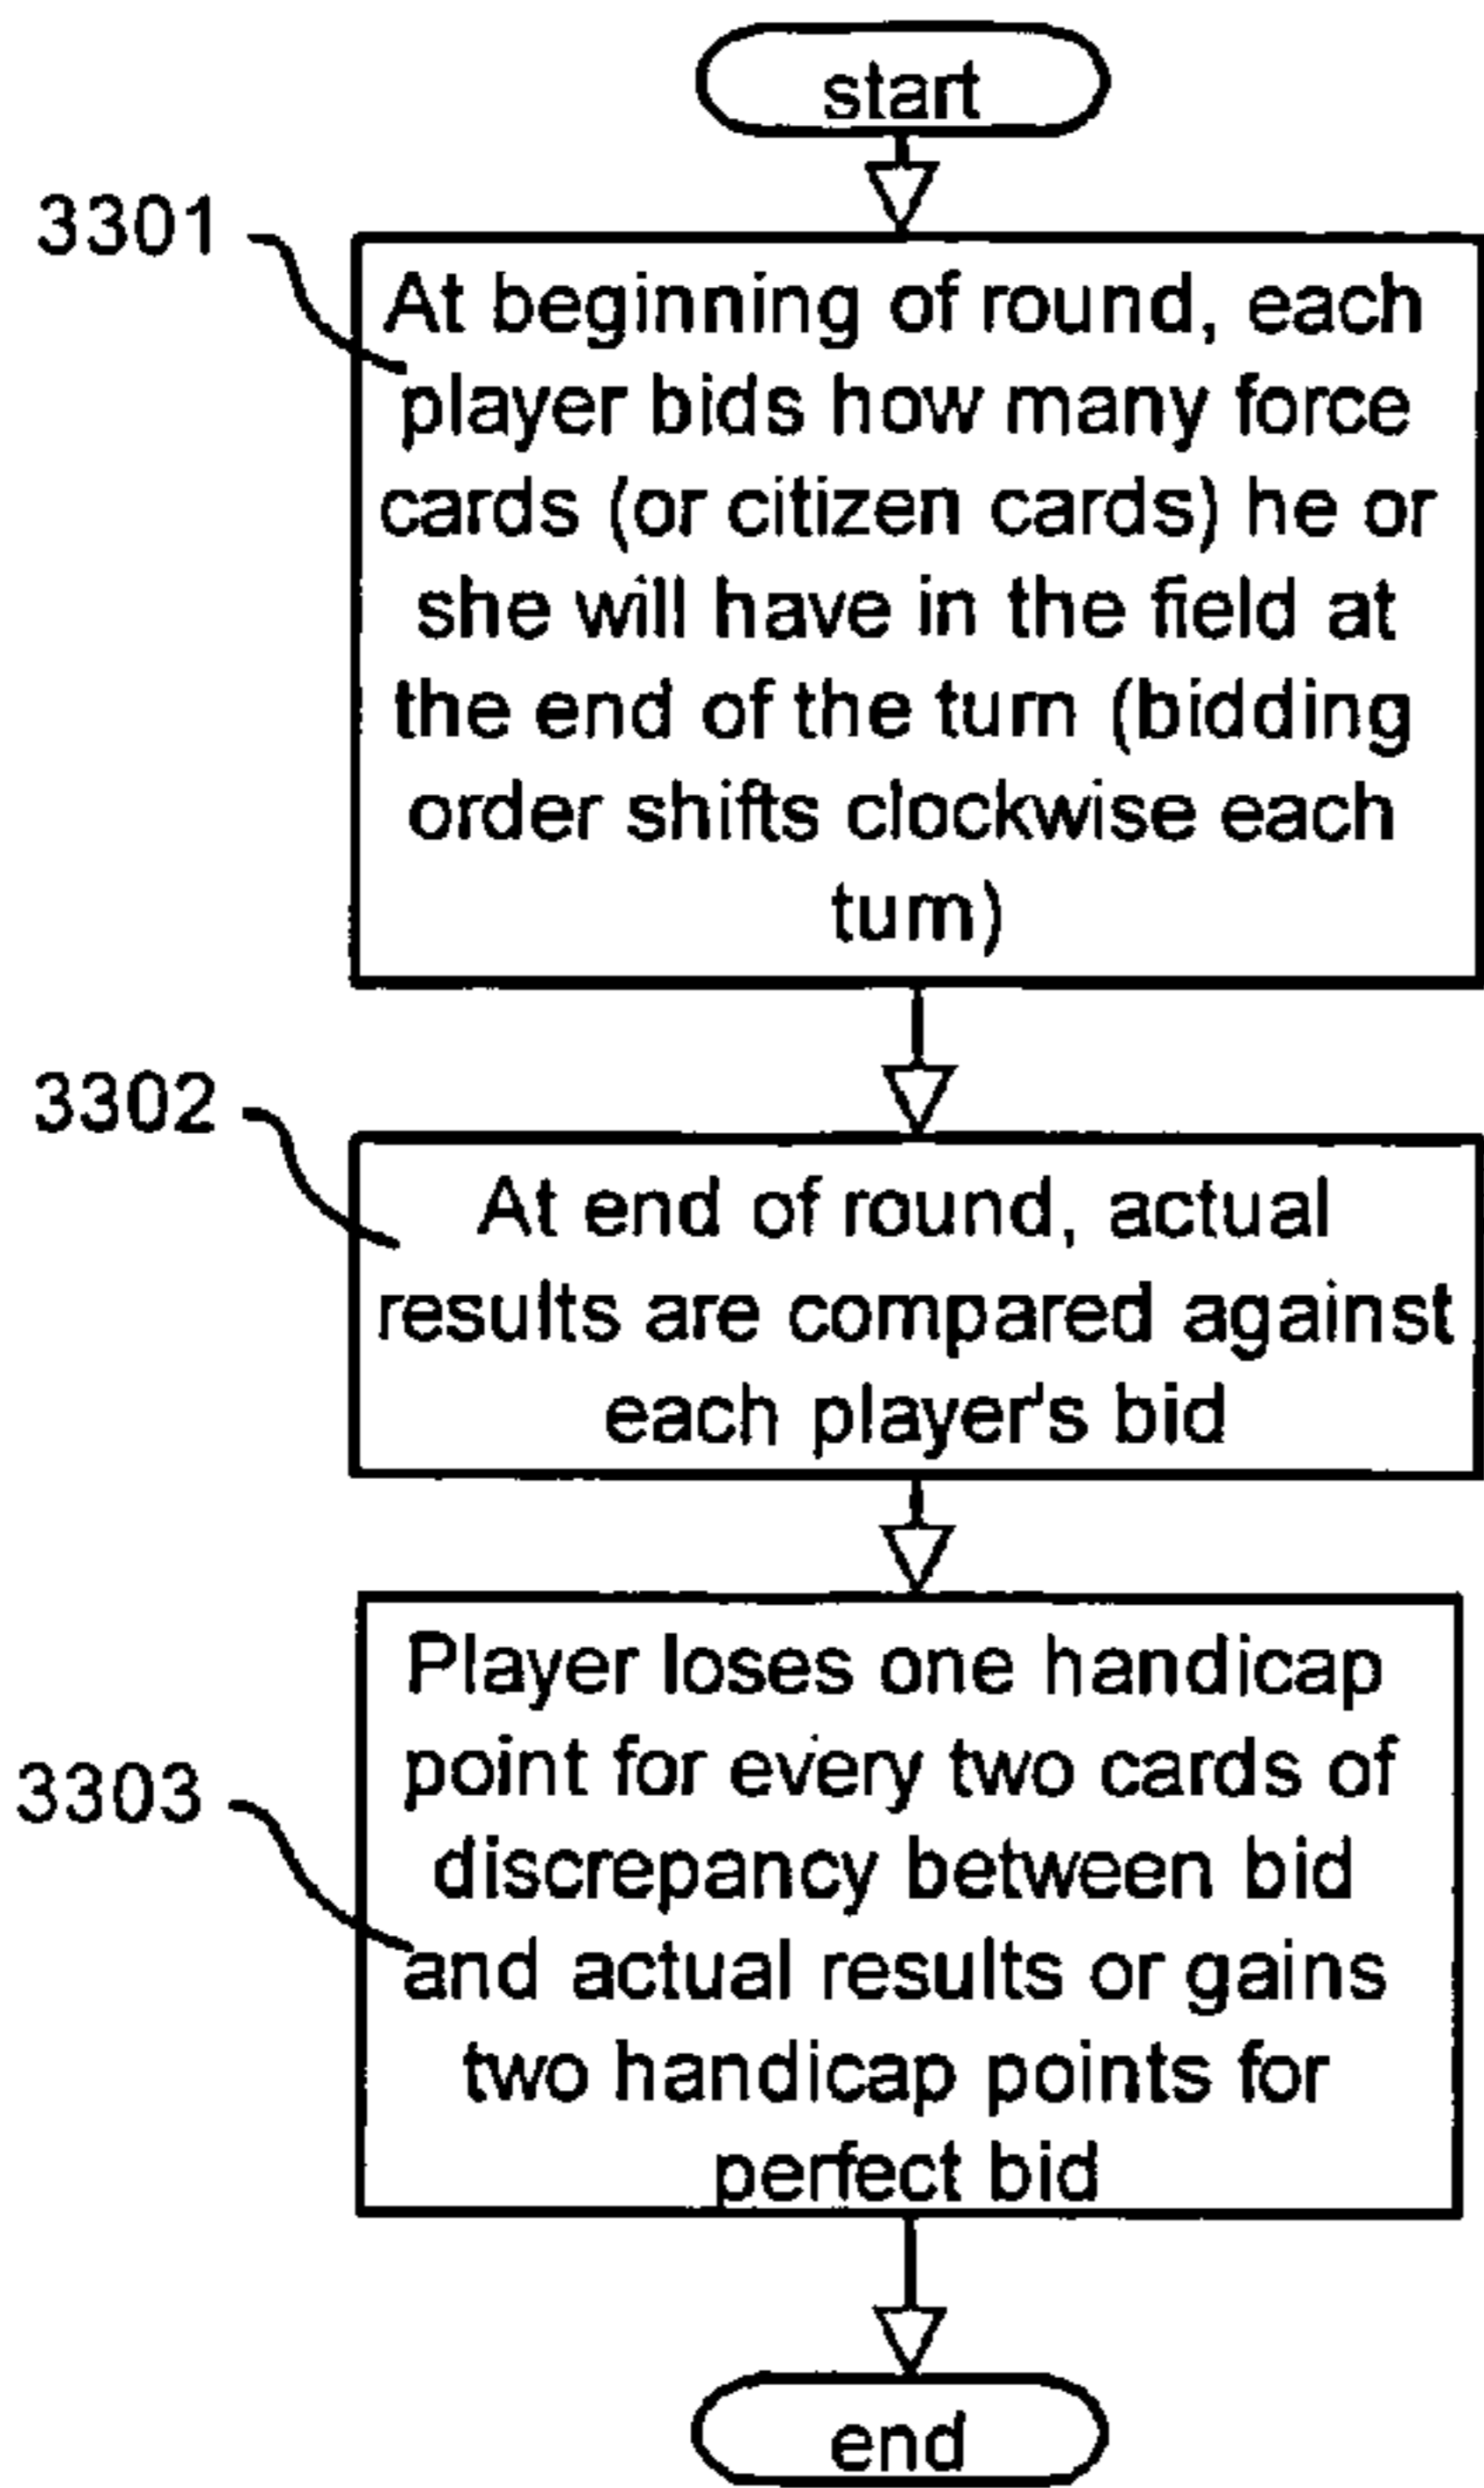 start
3301
At beginning of round, each
player bids how many force
cards (or citizen cards) he or
she will have in the field at
the end of the turn (bidding
order shifts clockwise each
turn)
3302
At end of round, actual
results are compared against
each player's bid
Player loses one handicap
point for every two cards of
3303
discrepancy between bid
and actual results or gains
two handicap points for
perfect bid
end